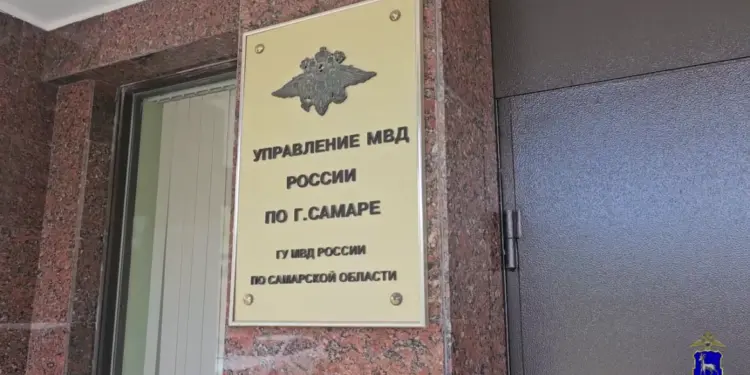 УПРАВЛЕНИЕ МВД
РОССИИ
ПО Г.САМАРЕ
ГУ МВД РОССИИ
ПО САМАРСКОЙ ОБЛАСТИ